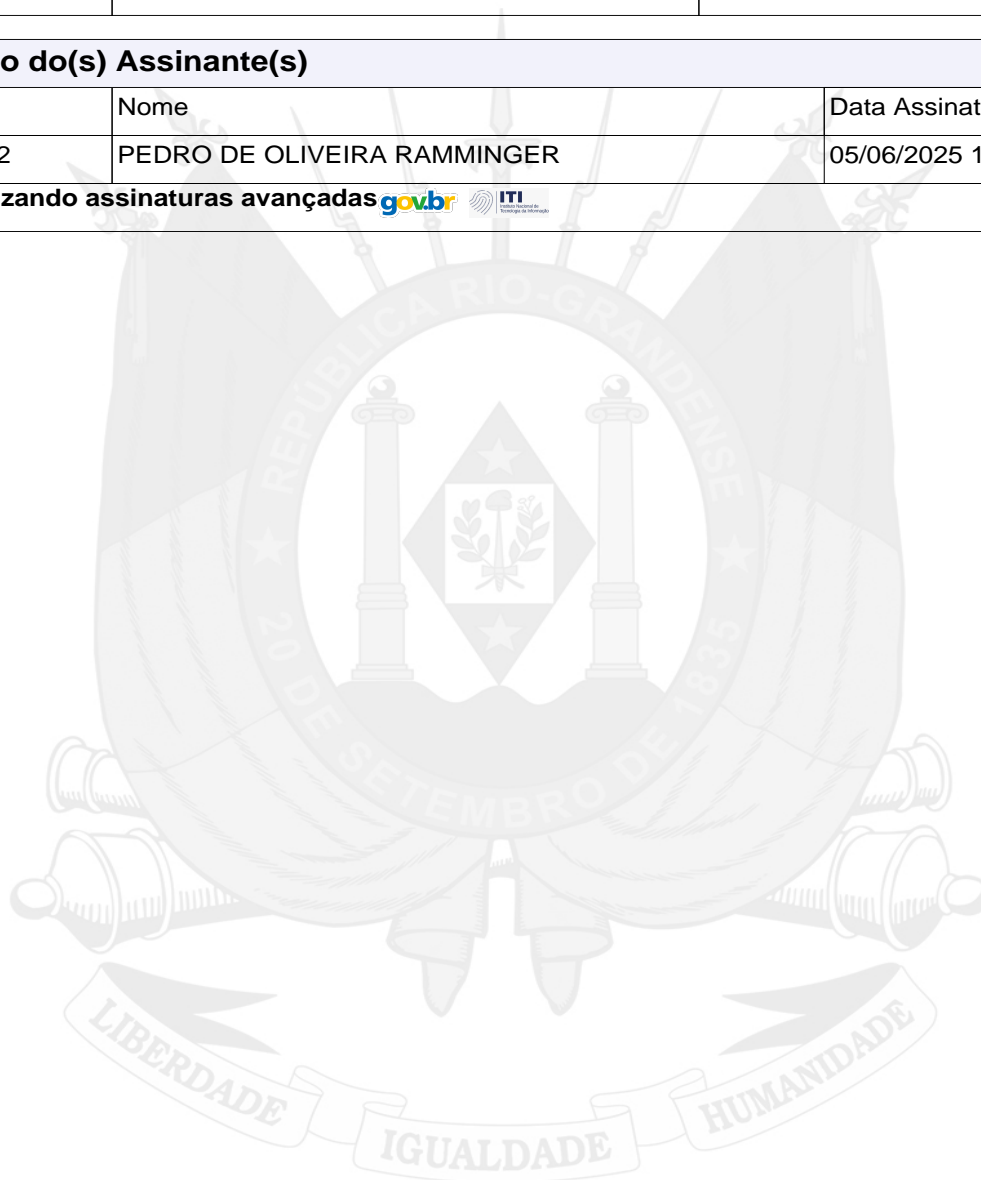 o do(s) Assinante(s)
Nome
Data Assinat
2
PEDRO DE OLIVEIRA RAMMINGER
05/06/2025 1
zando assinaturas avançadas gov.br ITI
REPÚBLICA RIO-GRANDENSE
20 DE SETEMBRO DE 1835
LIBERDADE
IGUALDADE
HUMANIDADE